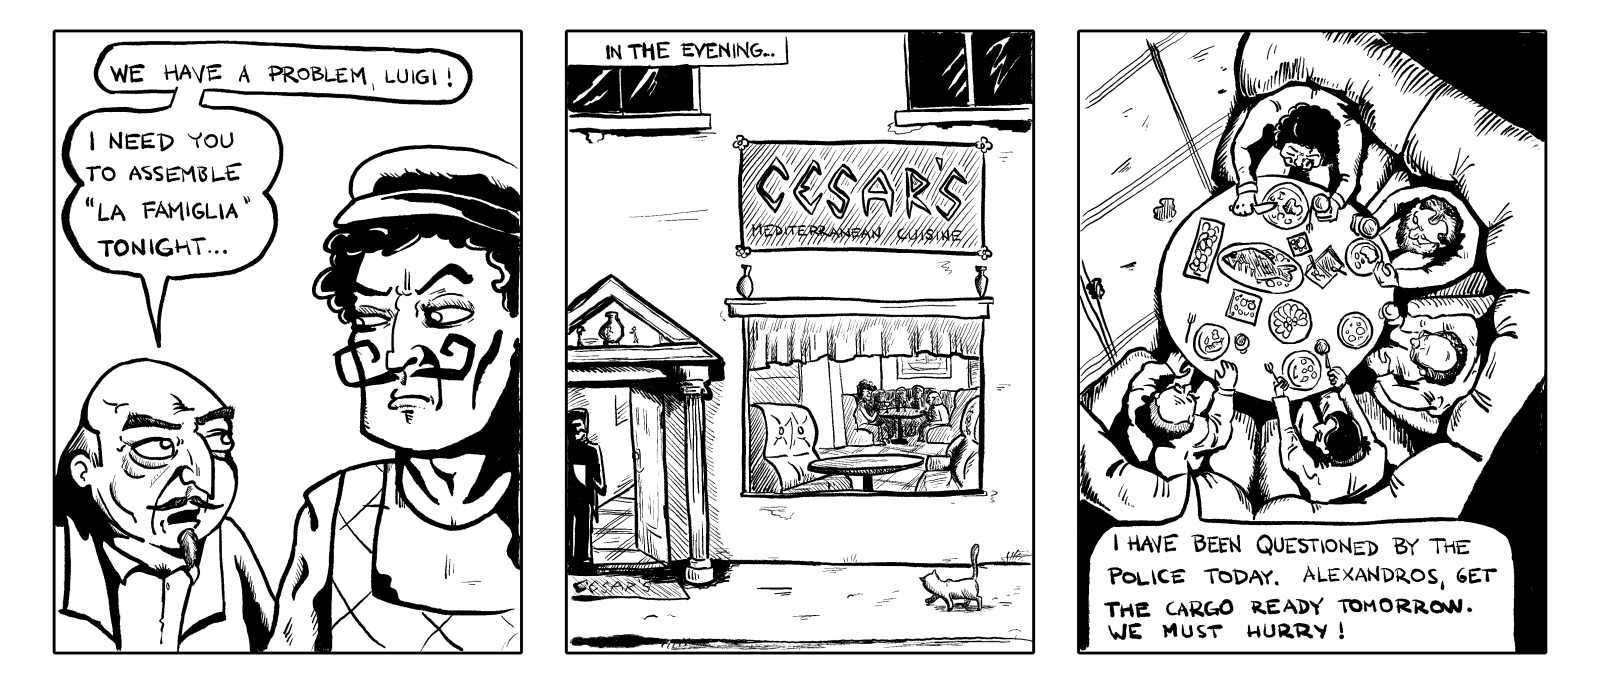 WE HAVE A PROBLEM, LUIGI!
I NEED YOU
TO ASSEMBLE
"LA FAMIGLIA"
TONIGHT...
IN THE EVENING...
CESAR'S
MEDITERRANEAN CUISINE
CESAR'S
I HAVE BEEN QUESTIONED BY THE
POLICE TODAY. ALEXANDROS, GET
THE CARGO READY TOMORROW.
WE MUST HURRY!